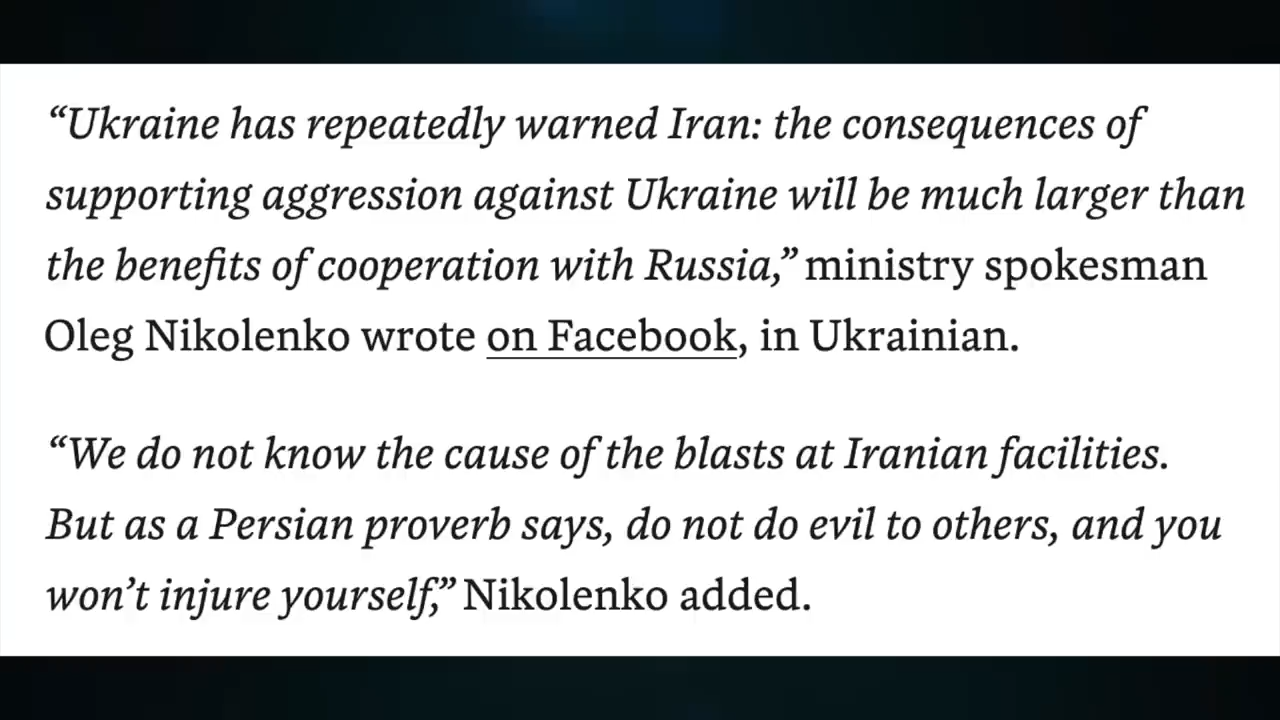 “Ukraine has repeatedly warned Iran: the consequences of
supporting aggression against Ukraine will be much larger than
the benefits of cooperation with Russia,” ministry spokesman
Oleg Nikolenko wrote on Facebook, in Ukrainian.
“We do not know the cause of the blasts at Iranian facilities.
But as a Persian proverb says, do not do evil to others, and you
won’t injure yourself,” Nikolenko added.